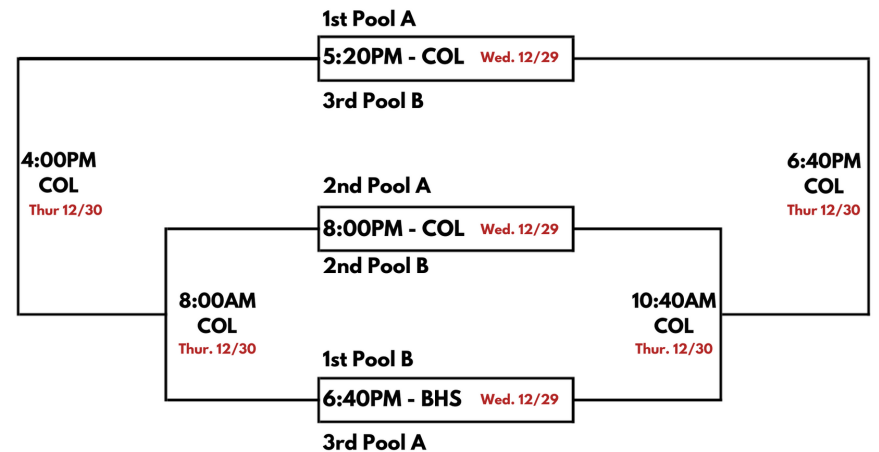 1st Pool A
5:20PM - COL Wed. 12/29
3rd Pool B
4:00PM
COL
Thur 12/30
6:40PM
COL
Thur 12/30
2nd Pool A
8:00PM - COL Wed. 12/29
2nd Pool B
8:00AM
COL
Thur. 12/30
10:40AM
COL
Thur. 12/30
1st Pool B
6:40PM - BHS Wed. 12/29
3rd Pool A